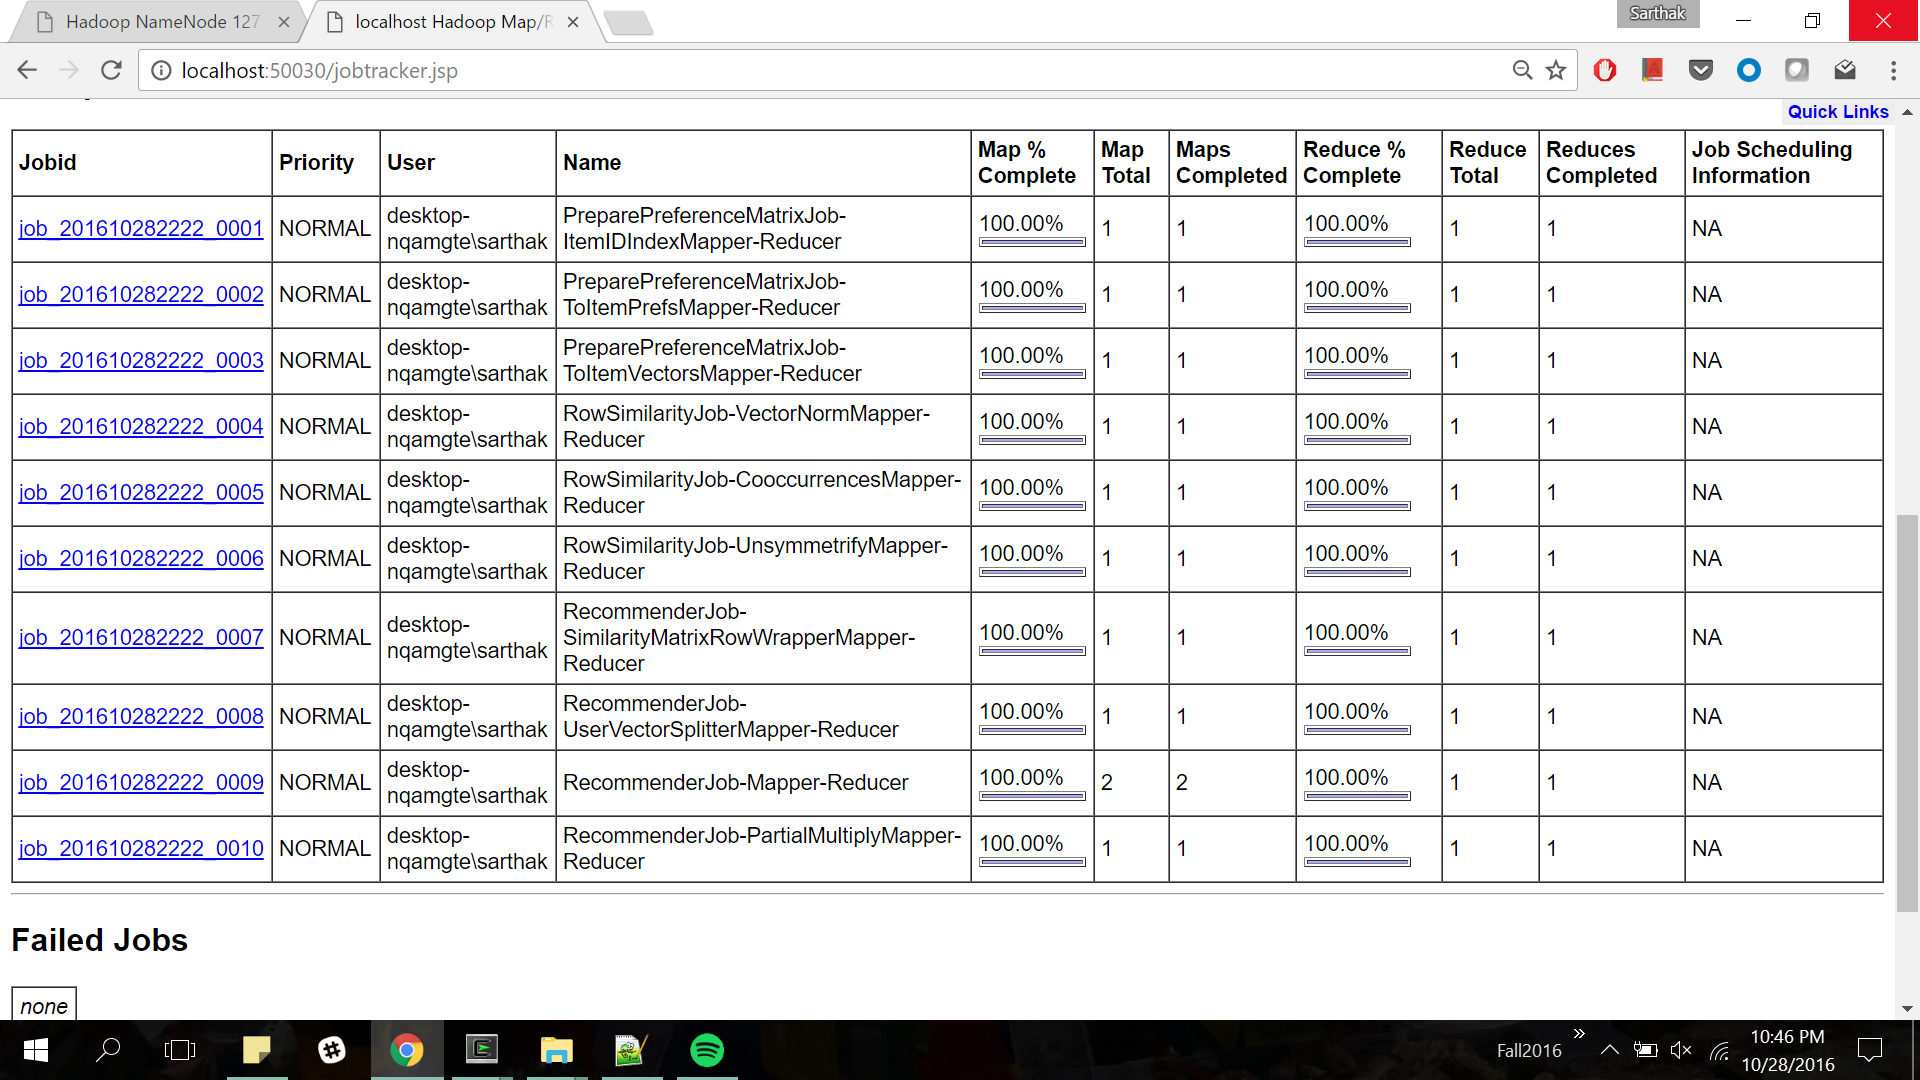 Hadoop NameNode 127.
localhost Hadoop Map/R
Sarthak
localhost:50030/jobtracker.jsp
Quick Links
Jobid Priority User Name Map % Complete Map Total Maps Completed Reduce % Complete Reduce Total Reduces Completed Job Scheduling Information
job_201610282222_0001 NORMAL desktop-nqamgte\sarthak PreparePreferenceMatrixJob-ItemIDIndexMapper-Reducer 100.00% 1 1 100.00% 1 1 NA
job_201610282222_0002 NORMAL desktop-nqamgte\sarthak PreparePreferenceMatrixJob-ToItemPrefsMapper-Reducer 100.00% 1 1 100.00% 1 1 NA
job_201610282222_0003 NORMAL desktop-nqamgte\sarthak PreparePreferenceMatrixJob-ToItemVectorsMapper-Reducer 100.00% 1 1 100.00% 1 1 NA
job_201610282222_0004 NORMAL desktop-nqamgte\sarthak RowSimilarityJob-VectorNormMapper-Reducer 100.00% 1 1 100.00% 1 1 NA
job_201610282222_0005 NORMAL desktop-nqamgte\sarthak RowSimilarityJob-CooccurrencesMapper-Reducer 100.00% 1 1 100.00% 1 1 NA
job_201610282222_0006 NORMAL desktop-nqamgte\sarthak RowSimilarityJob-UnsymmetrifyMapper-Reducer 100.00% 1 1 100.00% 1 1 NA
job_201610282222_0007 NORMAL desktop-nqamgte\sarthak RecommenderJob-SimilarityMatrixRowWrapperMapper-Reducer 100.00% 1 1 100.00% 1 1 NA
job_201610282222_0008 NORMAL desktop-nqamgte\sarthak RecommenderJob-UserVectorSplitterMapper-Reducer 100.00% 1 1 100.00% 1 1 NA
job_201610282222_0009 NORMAL desktop-nqamgte\sarthak RecommenderJob-Mapper-Reducer 100.00% 2 2 100.00% 1 1 NA
job_201610282222_0010 NORMAL desktop-nqamgte\sarthak RecommenderJob-PartialMultiplyMapper-Reducer 100.00% 1 1 100.00% 1 1 NA
Failed Jobs
none
Fall2016
10:46 PM
10/28/2016